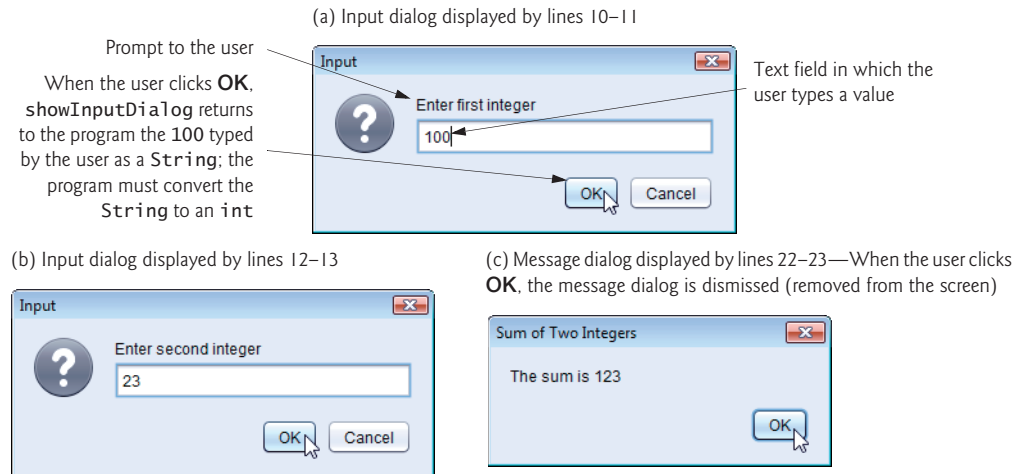 (a) Input dialog displayed by lines 10–11
Prompt to the user
When the user clicks OK,
showInputDialog returns
to the program the 100 typed
by the user as a String; the
program must convert the
String to an int
Input
Enter first integer
100
OK
Cancel
Text field in which the
user types a value
(b) Input dialog displayed by lines 12–13
Input
Enter second integer
23
OK
Cancel
(c) Message dialog displayed by lines 22–23—When the user clicks
OK, the message dialog is dismissed (removed from the screen)
Sum of Two Integers
The sum is 123
OK